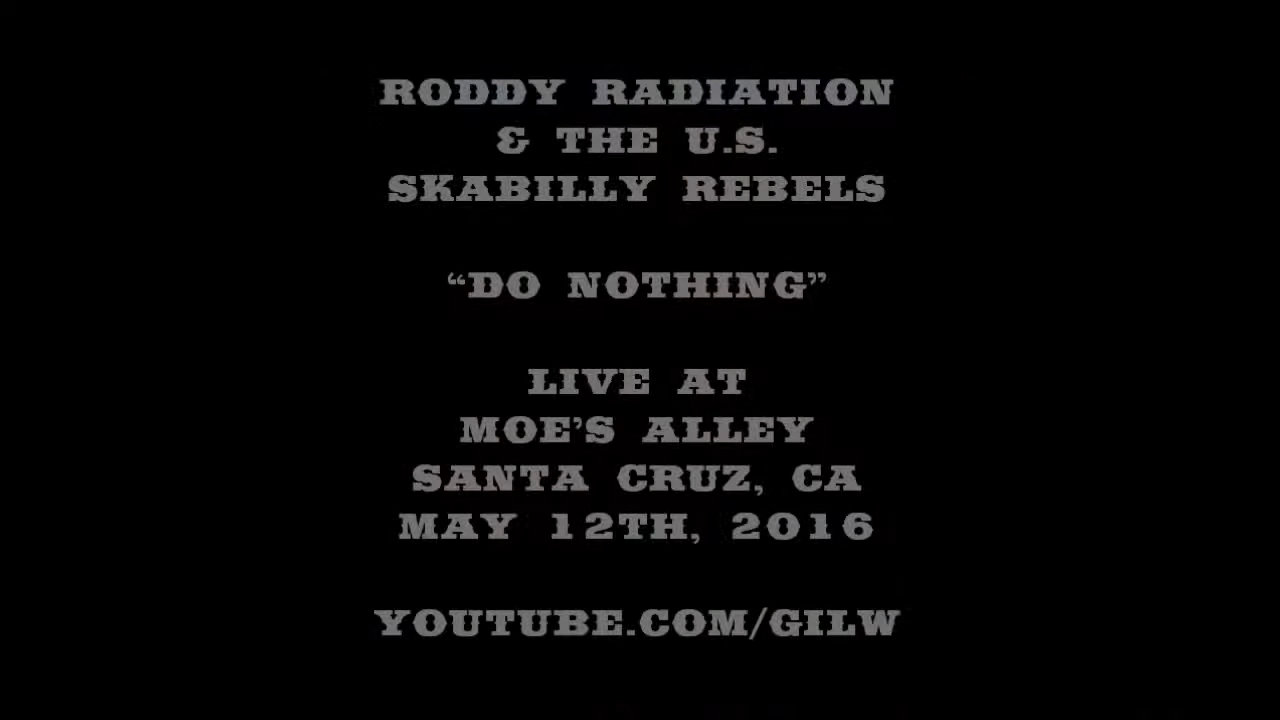 RODDY RADIATION
& THE U.S.
SKABILLY REBELS
“DO NOTHING”
LIVE AT
MOE’S ALLEY
SANTA CRUZ, CA
MAY 12TH, 2016
YOUTUBE.COM/GILW